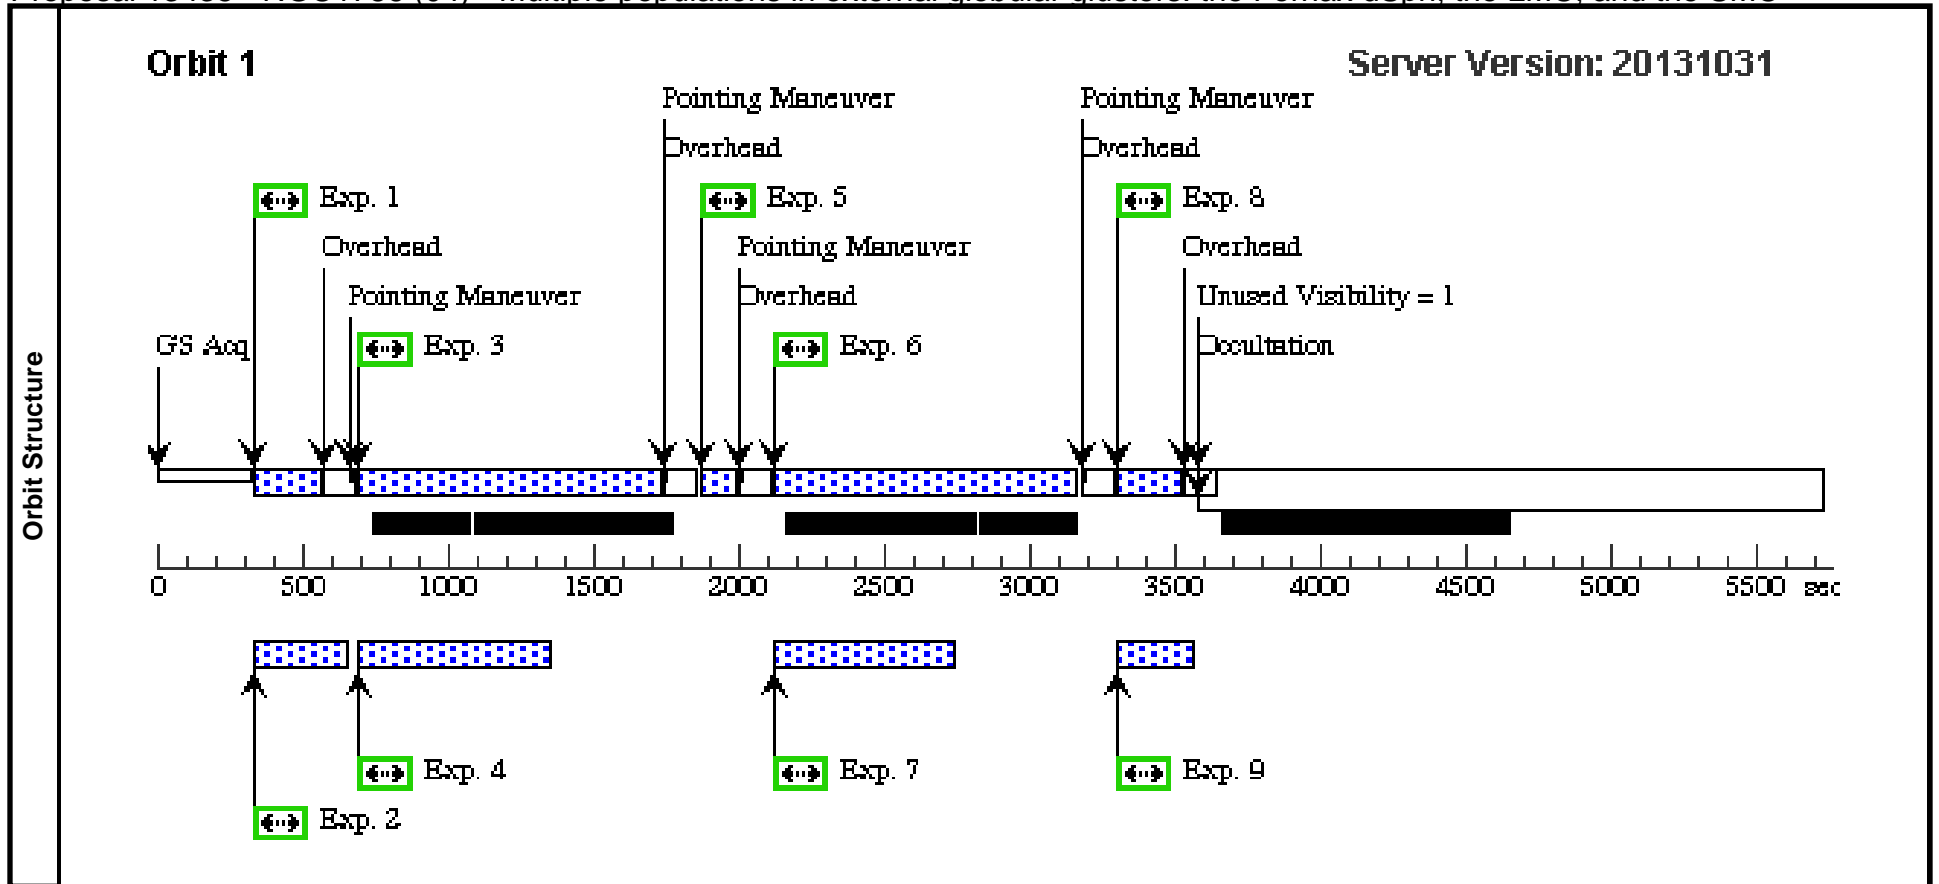 Orbit 1
Server Version: 20131031
Pointing Maneuver
Pointing Maneuver
Overhead
Overhead
Exp. 1
Exp. 5
Exp. 8
Overhead
Pointing Maneuver
Overhead
Pointing Maneuver
Overhead
Unused Visibility = 1
GS Acq
Exp. 3
Exp. 6
Occultation
Orbit Structure
0 500 1000 1500 2000 2500 3000 3500 4000 4500 5000 5500 sec
Exp. 4
Exp. 7
Exp. 9
Exp. 2